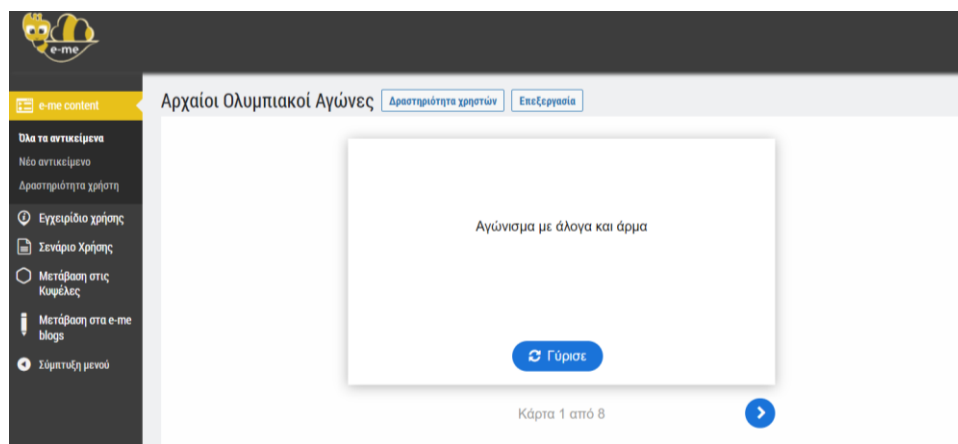 e-me
e-me content
Όλα τα αντικείμενα
Νέο αντικείμενο
Δραστηριότητα χρήστη
Εγχειρίδιο χρήσης
Σενάριο Χρήσης
Μετάβαση στις
Κυψέλες
Μετάβαση στα e-me
blogs
Σύμπτυξη μενού
Αρχαίοι Ολυμπιακοί Αγώνες Δραστηριότητα χρηστών Επεξεργασία
Αγώνισμα με άλογα και άρμα
Γύρισε
Κάρτα 1 από 8